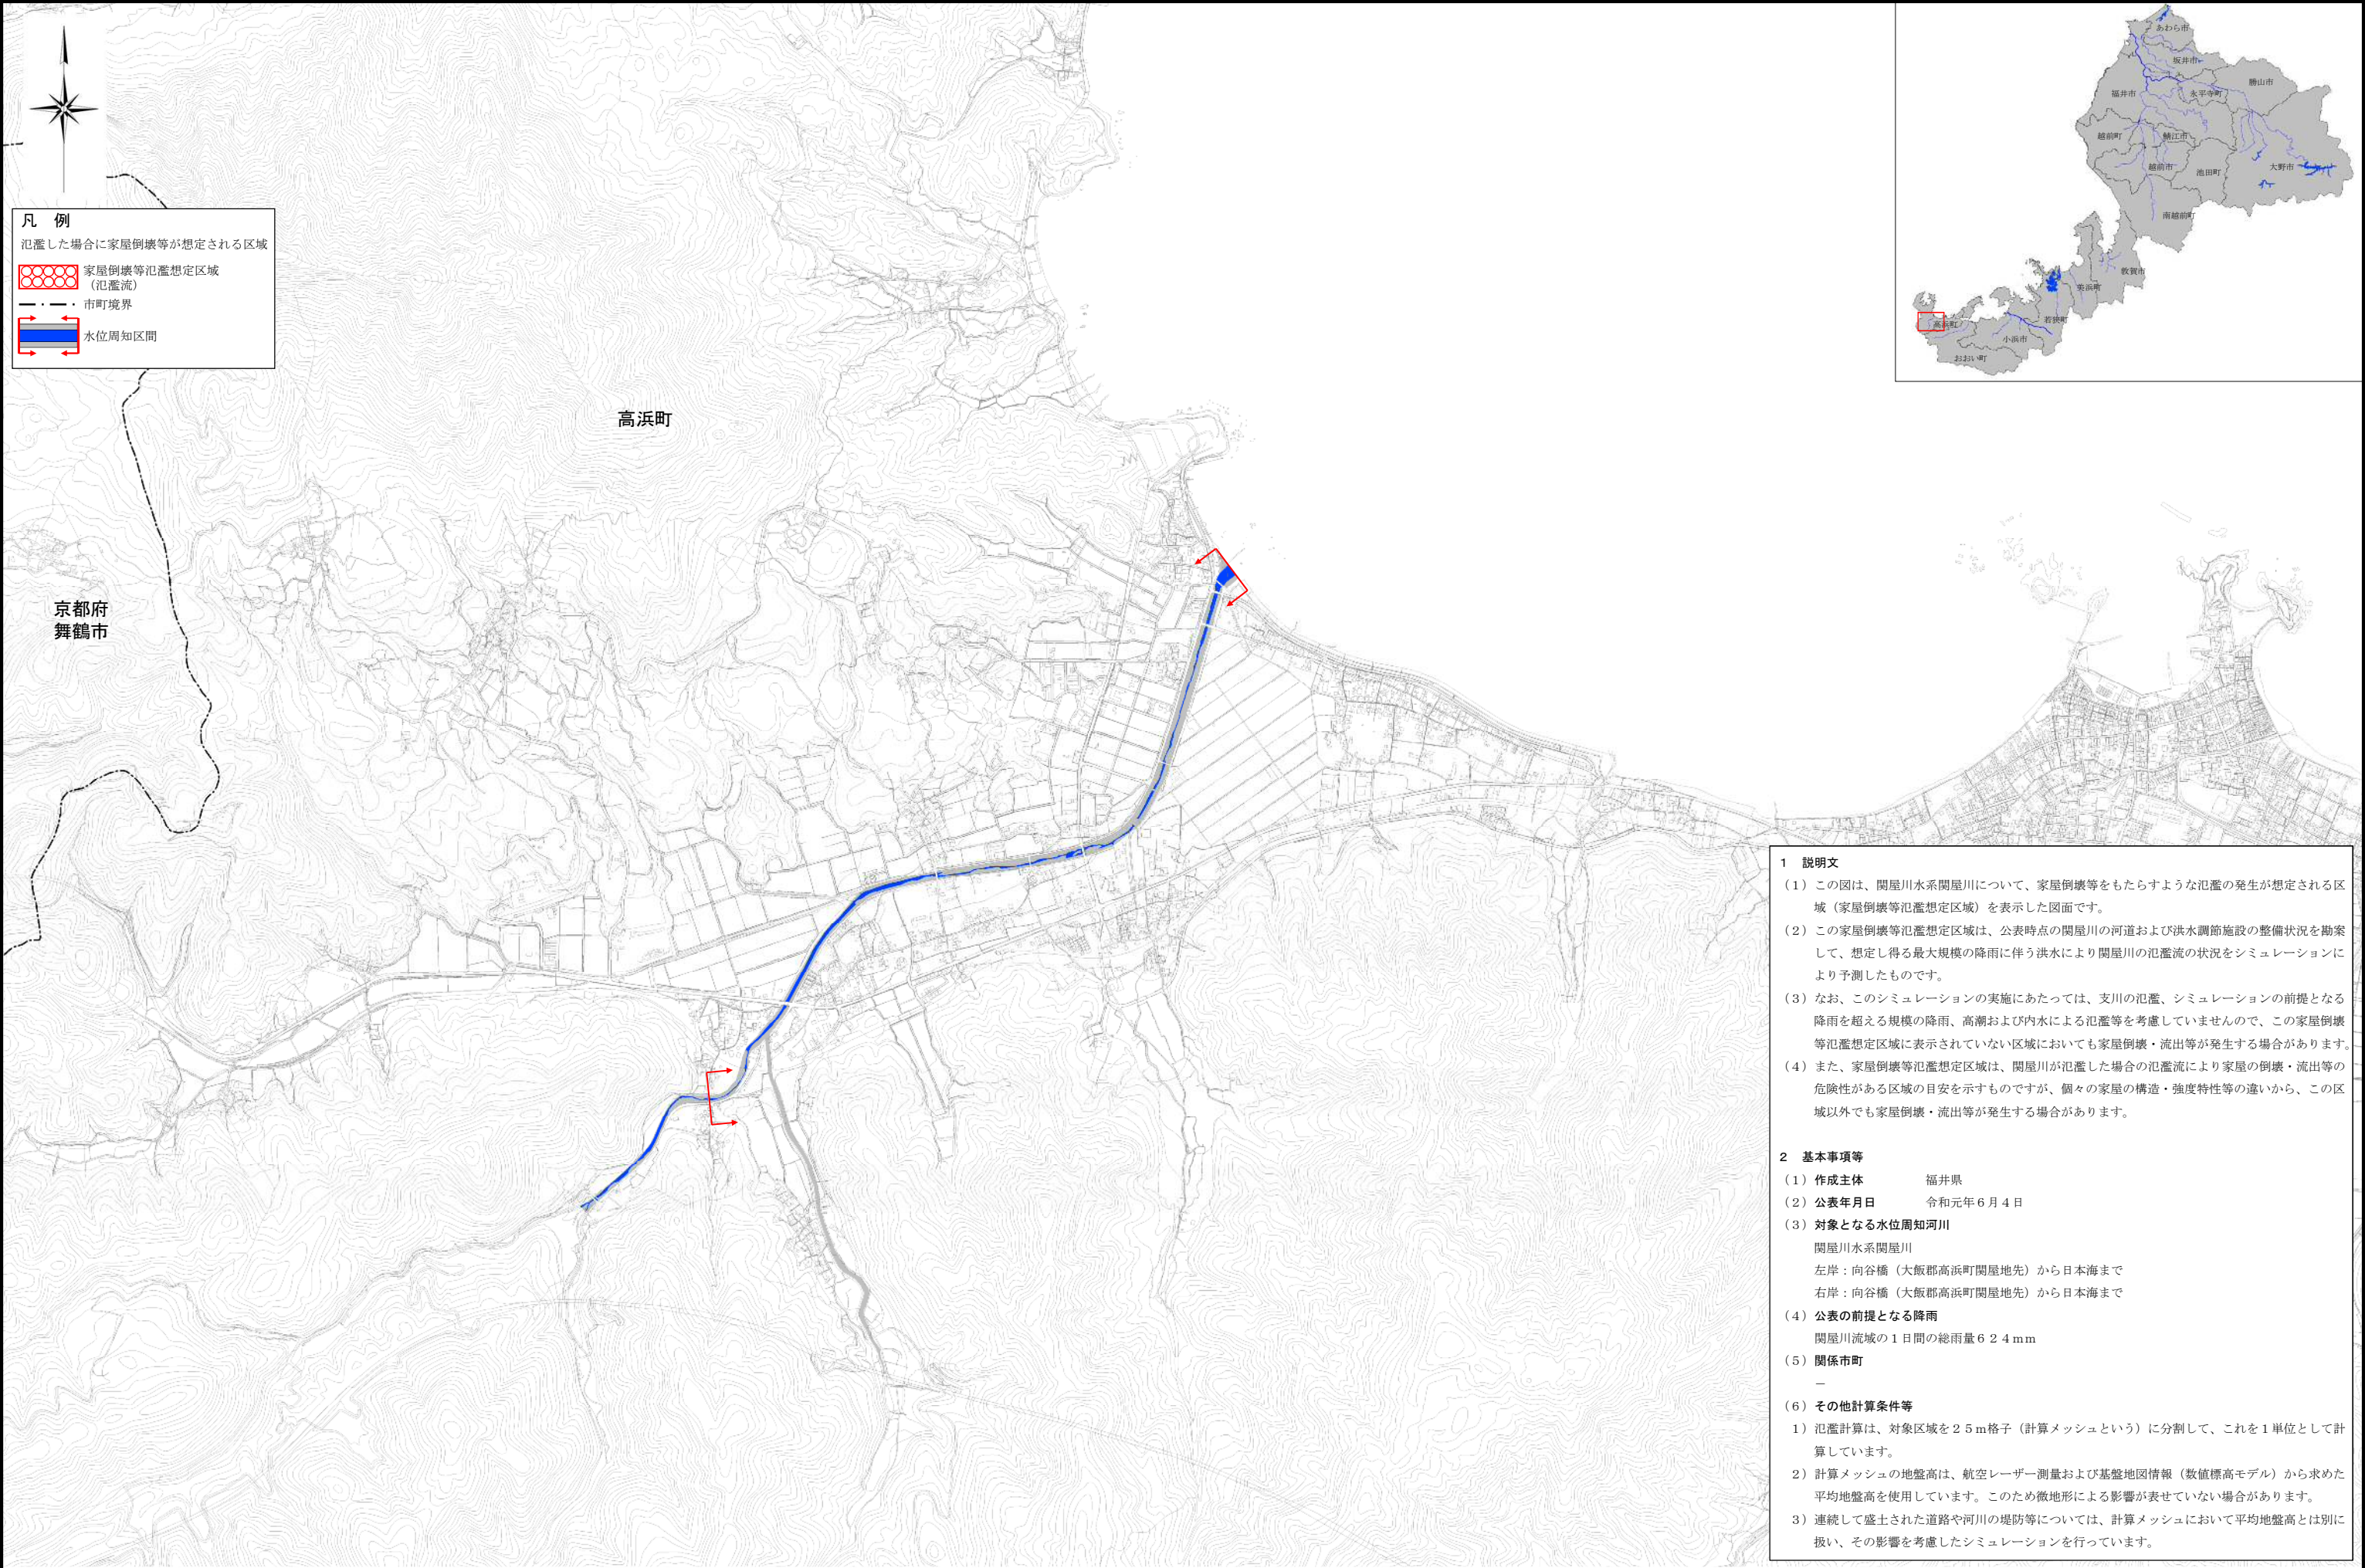 凡　例
氾濫した場合に家屋倒壊等が想定される区域
家屋倒壊等氾濫想定区域
（氾濫流）
市町境界
水位周知区間
高浜町
京都府
舞鶴市
あわら市
坂井市
勝山市
福井市
永平寺町
越前町
鯖江市
越前市
池田町
大野市
南越前町
敦賀市
美浜町
若狭町
高浜町
小浜市
おおい町
１　説明文
（１）この図は、関屋川水系関屋川について、家屋倒壊等をもたらすような氾濫の発生が想定される区
域（家屋倒壊等氾濫想定区域）を表示した図面です。
（２）この家屋倒壊等氾濫想定区域は、公表時点の関屋川の河道および洪水調節施設の整備状況を勘案
して、想定し得る最大規模の降雨に伴う洪水により関屋川の氾濫流の状況をシミュレーションに
より予測したものです。
（３）なお、このシミュレーションの実施にあたっては、支川の氾濫、シミュレーションの前提となる
降雨を超える規模の降雨、高潮および内水による氾濫等を考慮していませんので、この家屋倒壊
等氾濫想定区域に表示されていない区域においても家屋倒壊・流出等が発生する場合があります。
（４）また、家屋倒壊等氾濫想定区域は、関屋川が氾濫した場合の氾濫流により家屋の倒壊・流出等の
危険性がある区域の目安を示すものですが、個々の家屋の構造・強度特性等の違いから、この区
域以外でも家屋倒壊・流出等が発生する場合があります。
２　基本事項等
（１）作成主体　福井県
（２）公表年月日　令和元年６月４日
（３）対象となる水位周知河川
関屋川水系関屋川
左岸：向谷橋（大飯郡高浜町関屋地先）から日本海まで
右岸：向谷橋（大飯郡高浜町関屋地先）から日本海まで
（４）公表の前提となる降雨
関屋川流域の１日間の総雨量６２４mm
（５）関係市町
－
（６）その他計算条件等
１）氾濫計算は、対象区域を２５m格子（計算メッシュという）に分割して、これを１単位として計
算しています。
２）計算メッシュの地盤高は、航空レーザー測量および基盤地図情報（数値標高モデル）から求めた
平均地盤高を使用しています。このため微地形による影響が表せていない場合があります。
３）連続して盛土された道路や河川の堤防等については、計算メッシュにおいて平均地盤高とは別に
扱い、その影響を考慮したシミュレーションを行っています。